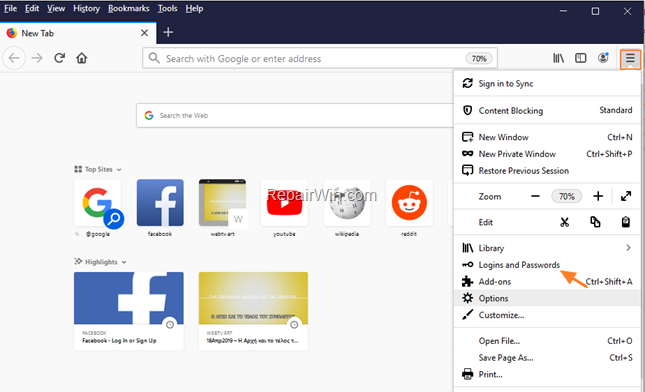 File Edit View History Bookmarks Tools Help
New Tab
Search with Google or enter address 70%
Sign in to Sync
Content Blocking Standard
New Window Ctrl+N
New Private Window Ctrl+Shift+P
Restore Previous Session
Zoom 70%
Edit
Library
Logins and Passwords
Add-ons Ctrl+Shift+A
Options
Customize...
Open File... Ctrl+O
Save Page As... Ctrl+S
Print...
Search the Web
Top Sites
RepairWin.com
W
@google facebook webtv.ert youtube wikipedia reddit
Highlights
FACEBOOK
Facebook - Log In or Sign Up
WEBTV.ERT
16Απρ2019 – Η Αρχή και το τέλος τ...